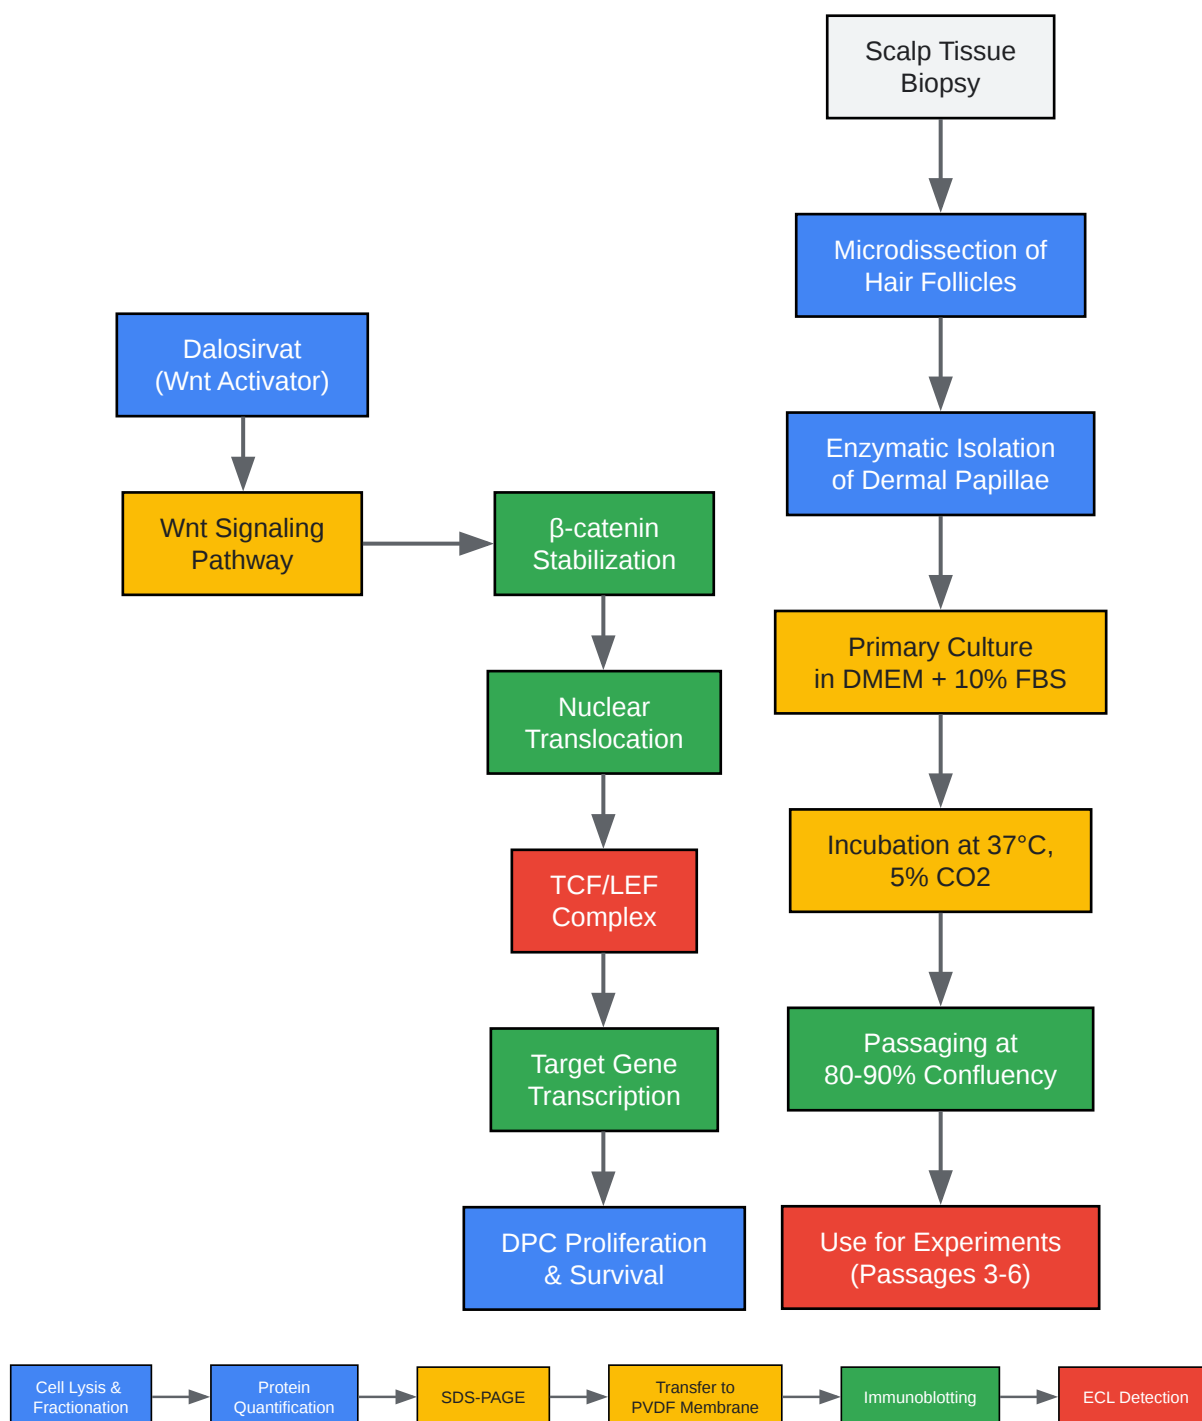 Scalp Tissue
Biopsy
Microdissection of
Hair Follicles
Enzymatic Isolation
of Dermal Papillae
Primary Culture
in DMEM + 10% FBS
Incubation at 37°C,
5% CO2
Passaging at
80-90% Confluency
Use for Experiments
(Passages 3-6)
Dalosirvat
(Wnt Activator)
Wnt Signaling
Pathway
β-catenin
Stabilization
Nuclear
Translocation
TCF/LEF
Complex
Target Gene
Transcription
DPC Proliferation
& Survival
Cell Lysis &
Fractionation
Protein
Quantification
SDS-PAGE
Transfer to
PVDF Membrane
Immunoblotting
ECL Detection